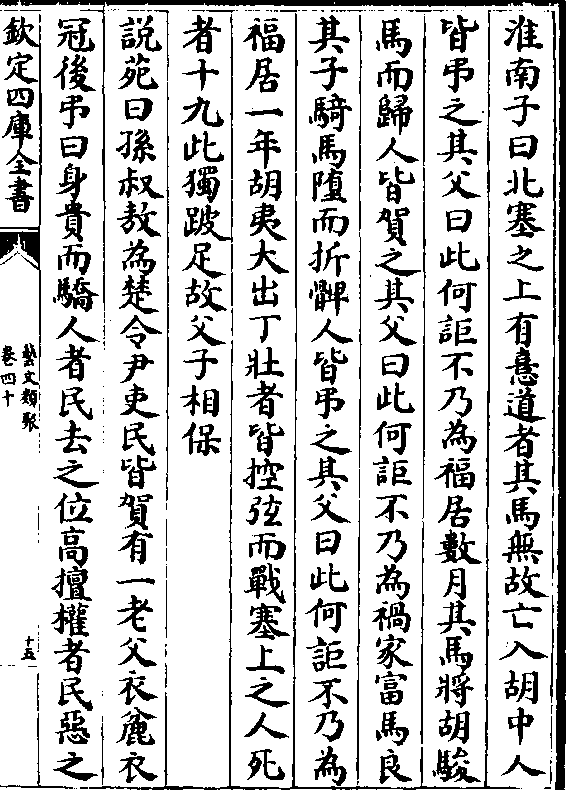 淮南子曰北塞之上有憙道者其馬無故亡入胡中人
皆弔之其父曰此何詎不乃為福居數月其馬將胡駿
馬而歸人皆賀之其父曰此何詎不乃為禍家富馬良
其子騎馬墮而折髀人皆弔之其父曰此何詎不乃為
福居一年胡夷大出丁壯者皆控弦而戰塞上之人死
者十九此獨跛足故父子相保
說苑曰孫叔敖為楚令尹吏民皆賀有一老父衣麄衣
冠後弔曰身貴而驕人者民去之位高擅權者民惡之
欽定四庫全書
藝文類聚
卷四十
十五